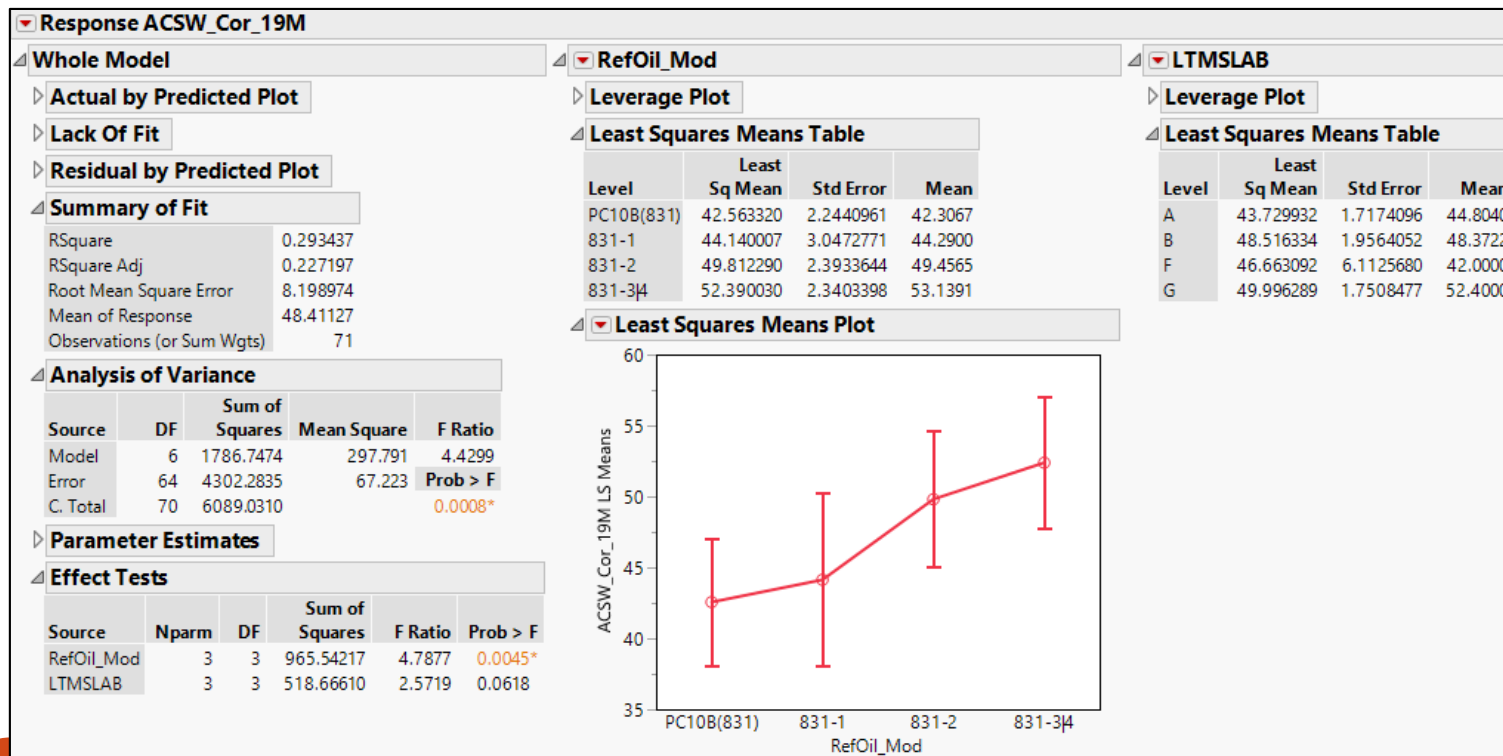 Response ACSW_Cor_19M
Whole Model
Actual by Predicted Plot
Lack Of Fit
Residual by Predicted Plot
Summary of Fit
RSquare 0.293437
RSquare Adj 0.227197
Root Mean Square Error 8.198974
Mean of Response 48.41127
Observations (or Sum Wgts) 71
Analysis of Variance
Sum of
Source DF Squares Mean Square F Ratio
Model 6 1786.7474 297.791 4.4299
Error 64 4302.2835 67.223 Prob > F
C. Total 70 6089.0310 0.0008*
Parameter Estimates
Effect Tests
Sum of
Source Nparm DF Squares F Ratio Prob > F
RefOil_Mod 3 3 965.54217 4.7877 0.0045*
LTMSLAB 3 3 518.66610 2.5719 0.0618
RefOil_Mod
Leverage Plot
Least Squares Means Table
Least
Level Sq Mean Std Error Mean
PC10B(831) 42.563320 2.2440961 42.3067
831-1 44.140007 3.0472771 44.2900
831-2 49.812290 2.3933644 49.4565
831-3|4 52.390030 2.3403398 53.1391
Least Squares Means Plot
ACSW_Cor_19M LS Means
60
55
50
45
40
35
PC10B(831) 831-1 831-2 831-3|4
RefOil_Mod
LTMSLAB
Leverage Plot
Least Squares Means Table
Least
Level Sq Mean Std Error Mean
A 43.729932 1.7174096 44.8040
B 48.516334 1.9564052 48.3722
F 46.663092 6.1125680 42.0000
G 49.996289 1.7508477 52.4000